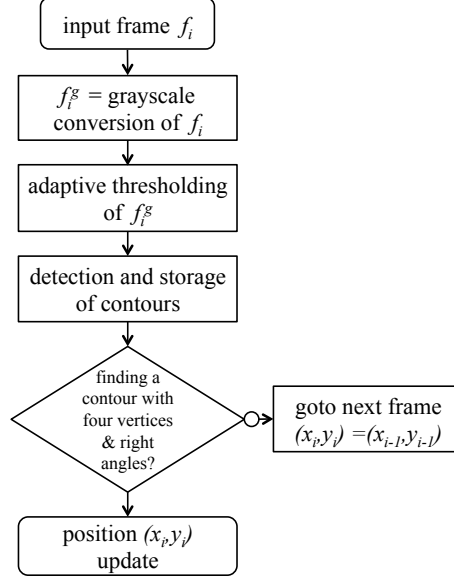 input frame f_i
f_i^g = grayscale
conversion of f_i
adaptive thresholding
of f_i^g
detection and storage
of contours
finding a
contour with
four vertices
& right
angles?
goto next frame
(x_i,y_i) =(x_{i-1},y_{i-1})
position (x_i,y_i)
update